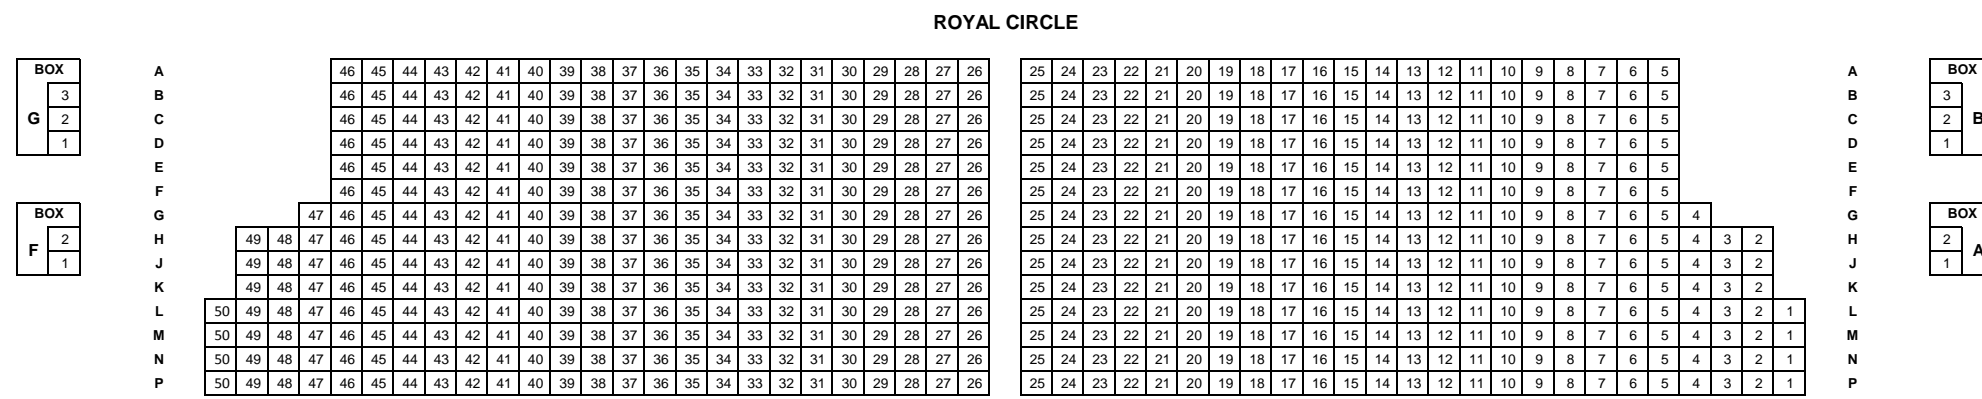 ROYAL CIRCLE
BOX A 46 45 44 43 42 41 40 39 38 37 36 35 34 33 32 31 30 29 28 27 26 25 24 23 22 21 20 19 18 17 16 15 14 13 12 11 10 9 8 7 6 5 A BOX
3 B 46 45 44 43 42 41 40 39 38 37 36 35 34 33 32 31 30 29 28 27 26 25 24 23 22 21 20 19 18 17 16 15 14 13 12 11 10 9 8 7 6 5 B 3
G 2 C 46 45 44 43 42 41 40 39 38 37 36 35 34 33 32 31 30 29 28 27 26 25 24 23 22 21 20 19 18 17 16 15 14 13 12 11 10 9 8 7 6 5 C 2 B
1 D 46 45 44 43 42 41 40 39 38 37 36 35 34 33 32 31 30 29 28 27 26 25 24 23 22 21 20 19 18 17 16 15 14 13 12 11 10 9 8 7 6 5 D 1
E 46 45 44 43 42 41 40 39 38 37 36 35 34 33 32 31 30 29 28 27 26 25 24 23 22 21 20 19 18 17 16 15 14 13 12 11 10 9 8 7 6 5 E
F 46 45 44 43 42 41 40 39 38 37 36 35 34 33 32 31 30 29 28 27 26 25 24 23 22 21 20 19 18 17 16 15 14 13 12 11 10 9 8 7 6 5 F
BOX G 47 46 45 44 43 42 41 40 39 38 37 36 35 34 33 32 31 30 29 28 27 26 25 24 23 22 21 20 19 18 17 16 15 14 13 12 11 10 9 8 7 6 5 4 G BOX
2 H 49 48 47 46 45 44 43 42 41 40 39 38 37 36 35 34 33 32 31 30 29 28 27 26 25 24 23 22 21 20 19 18 17 16 15 14 13 12 11 10 9 8 7 6 5 4 3 2 H 2
F 1 J 49 48 47 46 45 44 43 42 41 40 39 38 37 36 35 34 33 32 31 30 29 28 27 26 25 24 23 22 21 20 19 18 17 16 15 14 13 12 11 10 9 8 7 6 5 4 3 2 J 1 A
K 49 48 47 46 45 44 43 42 41 40 39 38 37 36 35 34 33 32 31 30 29 28 27 26 25 24 23 22 21 20 19 18 17 16 15 14 13 12 11 10 9 8 7 6 5 4 3 2 K
L 50 49 48 47 46 45 44 43 42 41 40 39 38 37 36 35 34 33 32 31 30 29 28 27 26 25 24 23 22 21 20 19 18 17 16 15 14 13 12 11 10 9 8 7 6 5 4 3 2 1 L
M 50 49 48 47 46 45 44 43 42 41 40 39 38 37 36 35 34 33 32 31 30 29 28 27 26 25 24 23 22 21 20 19 18 17 16 15 14 13 12 11 10 9 8 7 6 5 4 3 2 1 M
N 50 49 48 47 46 45 44 43 42 41 40 39 38 37 36 35 34 33 32 31 30 29 28 27 26 25 24 23 22 21 20 19 18 17 16 15 14 13 12 11 10 9 8 7 6 5 4 3 2 1 N
P 50 49 48 47 46 45 44 43 42 41 40 39 38 37 36 35 34 33 32 31 30 29 28 27 26 25 24 23 22 21 20 19 18 17 16 15 14 13 12 11 10 9 8 7 6 5 4 3 2 1 P